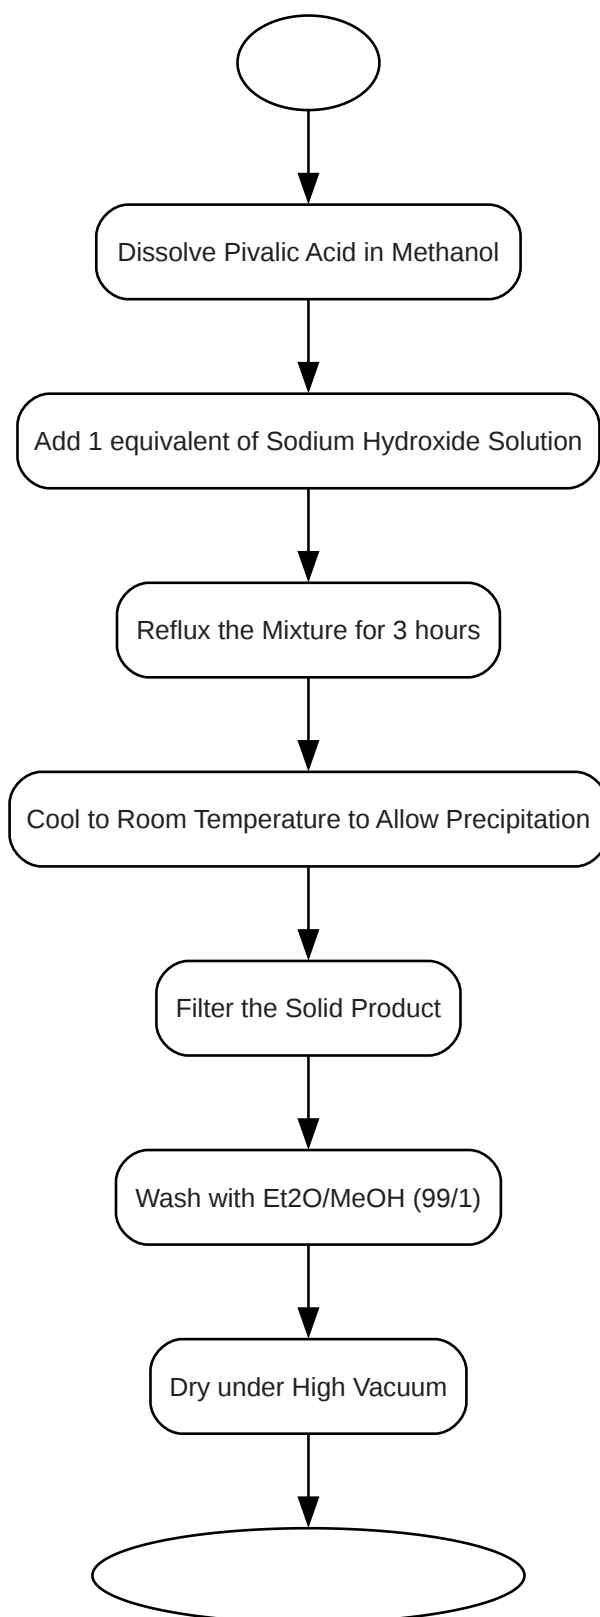 Dissolve Pivalic Acid in Methanol
Add 1 equivalent of Sodium Hydroxide Solution
Reflux the Mixture for 3 hours
Cool to Room Temperature to Allow Precipitation
Filter the Solid Product
Wash with Et2O/MeOH (99/1)
Dry under High Vacuum